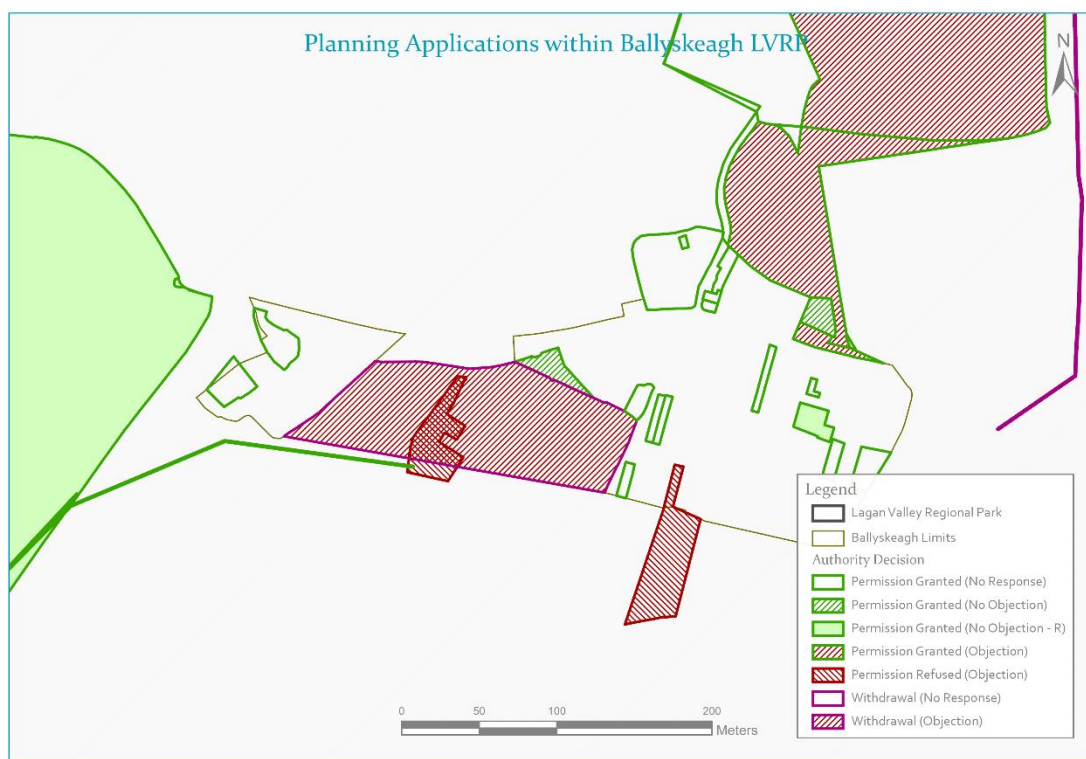 Planning Applications within Ballyskeagh LVRP
N
Legend
Lagan Valley Regional Park
Ballyskeagh Limits
Authority Decision
Permission Granted (No Response)
Permission Granted (No Objection)
Permission Granted (No Objection - R)
Permission Granted (Objection)
Permission Refused (Objection)
Withdrawal (No Response)
Withdrawal (Objection)
0 50 100 200
Meters